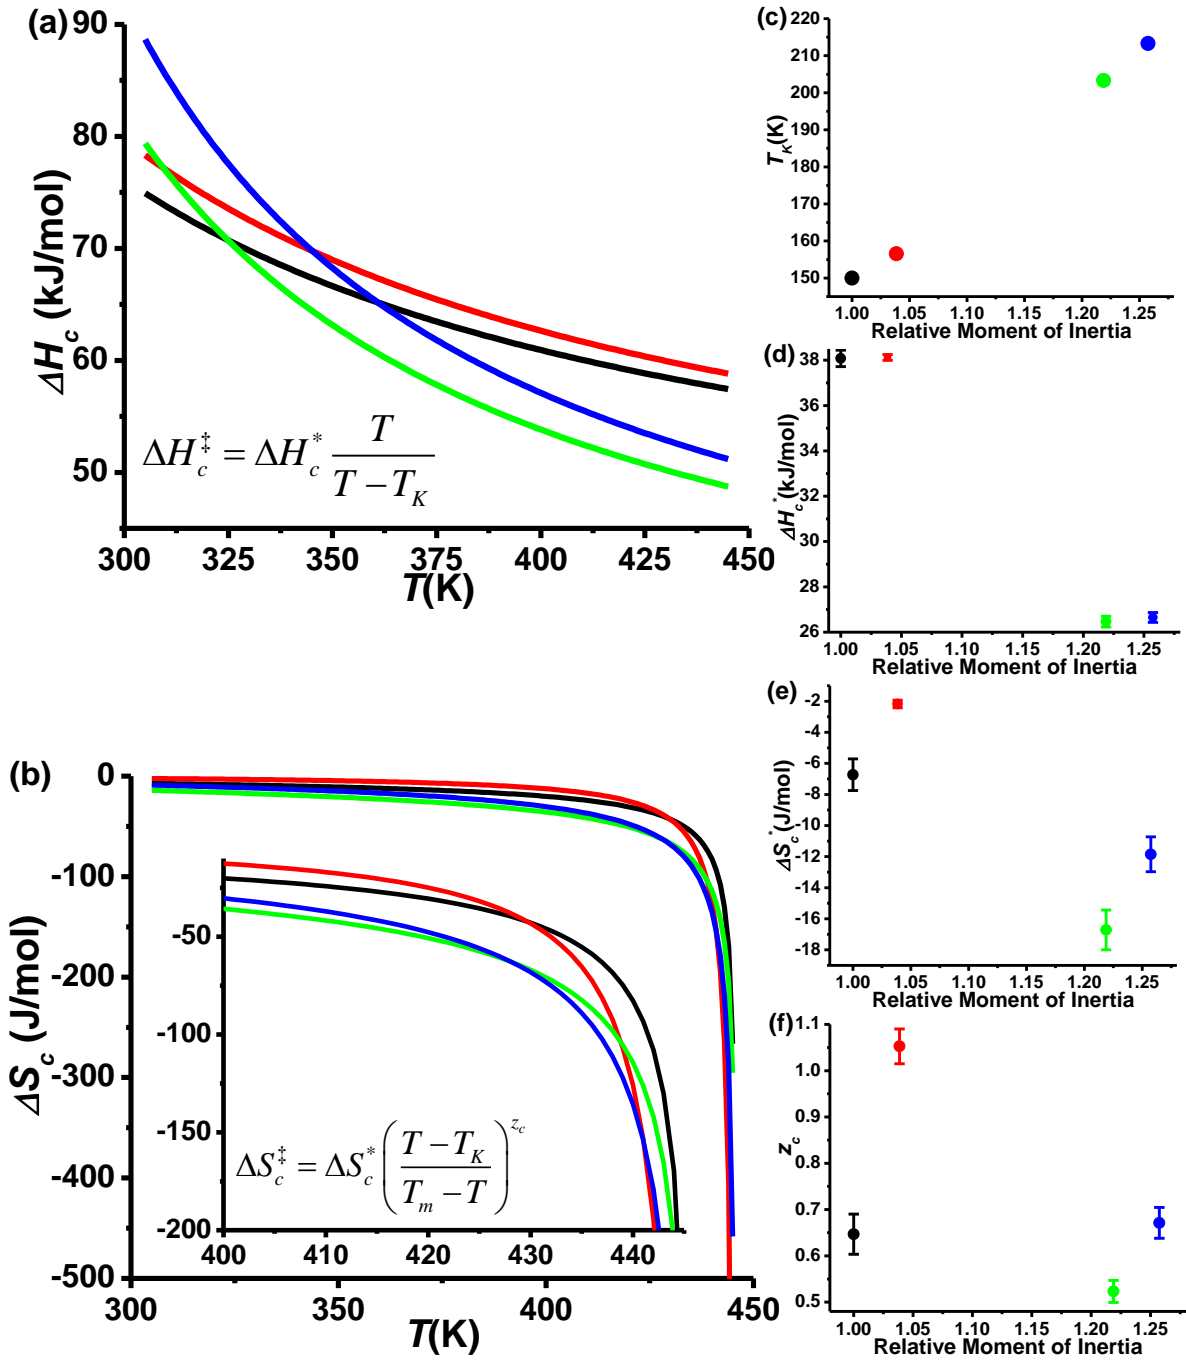 (a)
90
80
70
60
50
ΔH_c (kJ/mol)
ΔH_c^‡ = ΔH_c^* T / (T − T_K)
300 325 350 375 400 425 450
T(K)
(b)
0
-100
-200
-300
-400
-500
ΔS_c (J/mol)
-50
-100
-150
-200
ΔS_c^‡ = ΔS_c^* ((T − T_K) / (T_m − T))^{z_c}
400 410 420 430 440
300 350 400 450
T(K)
(c)
220
210
200
190
180
170
160
150
T_K(K)
1.00 1.05 1.10 1.15 1.20 1.25
Relative Moment of Inertia
(d)
38
36
34
32
30
28
26
ΔH_c^*(kJ/mol)
1.00 1.05 1.10 1.15 1.20 1.25
Relative Moment of Inertia
(e)
-2
-4
-6
-8
-10
-12
-14
-16
-18
ΔS_c^*(J/mol)
1.00 1.05 1.10 1.15 1.20 1.25
Relative Moment of Inertia
(f)
1.1
1.0
0.9
0.8
0.7
0.6
0.5
z_c
1.00 1.05 1.10 1.15 1.20 1.25
Relative Moment of Inertia